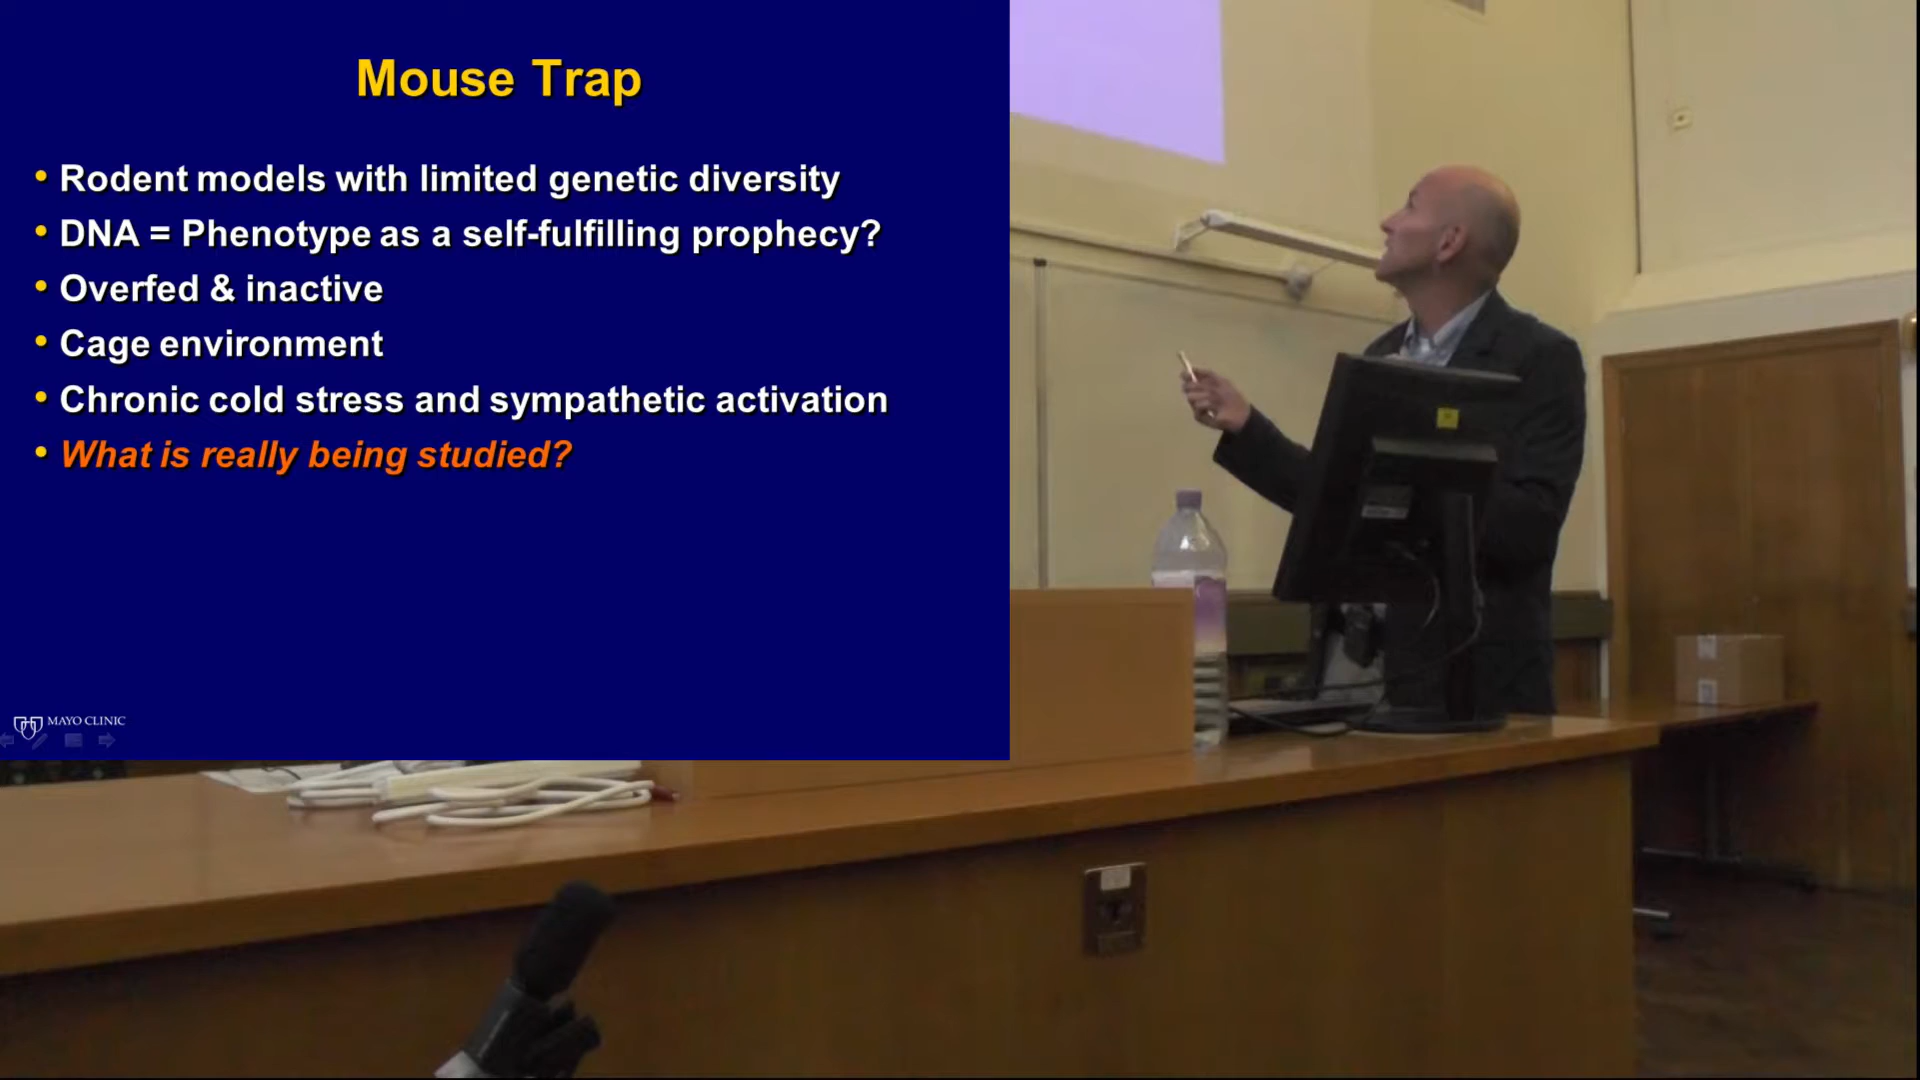 Mouse Trap
• Rodent models with limited genetic diversity
• DNA = Phenotype as a self-fulfilling prophecy?
• Overfed & inactive
• Cage environment
• Chronic cold stress and sympathetic activation
• What is really being studied?
MAYO CLINIC